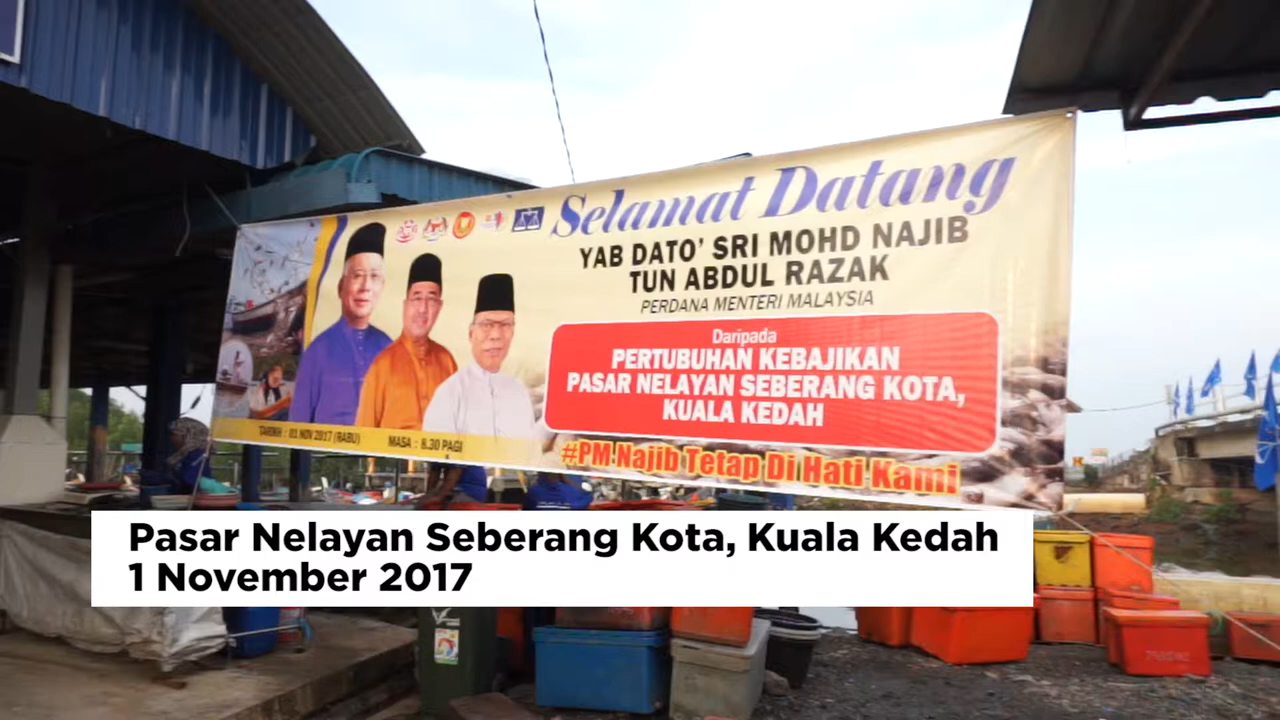 Selamat Datang
YAB DATO' SRI MOHD NAJIB
TUN ABDUL RAZAK
PERDANA MENTERI MALAYSIA
Daripada
PERTUBUHAN KEBAJIKAN
PASAR NELAYAN SEBERANG KOTA,
KUALA KEDAH
TARIKH : 01 NOV 2017 (RABU) MASA : 8.30 PAGI
#PM Najib Tetap Di Hati Kami
Pasar Nelayan Seberang Kota, Kuala Kedah
1 November 2017